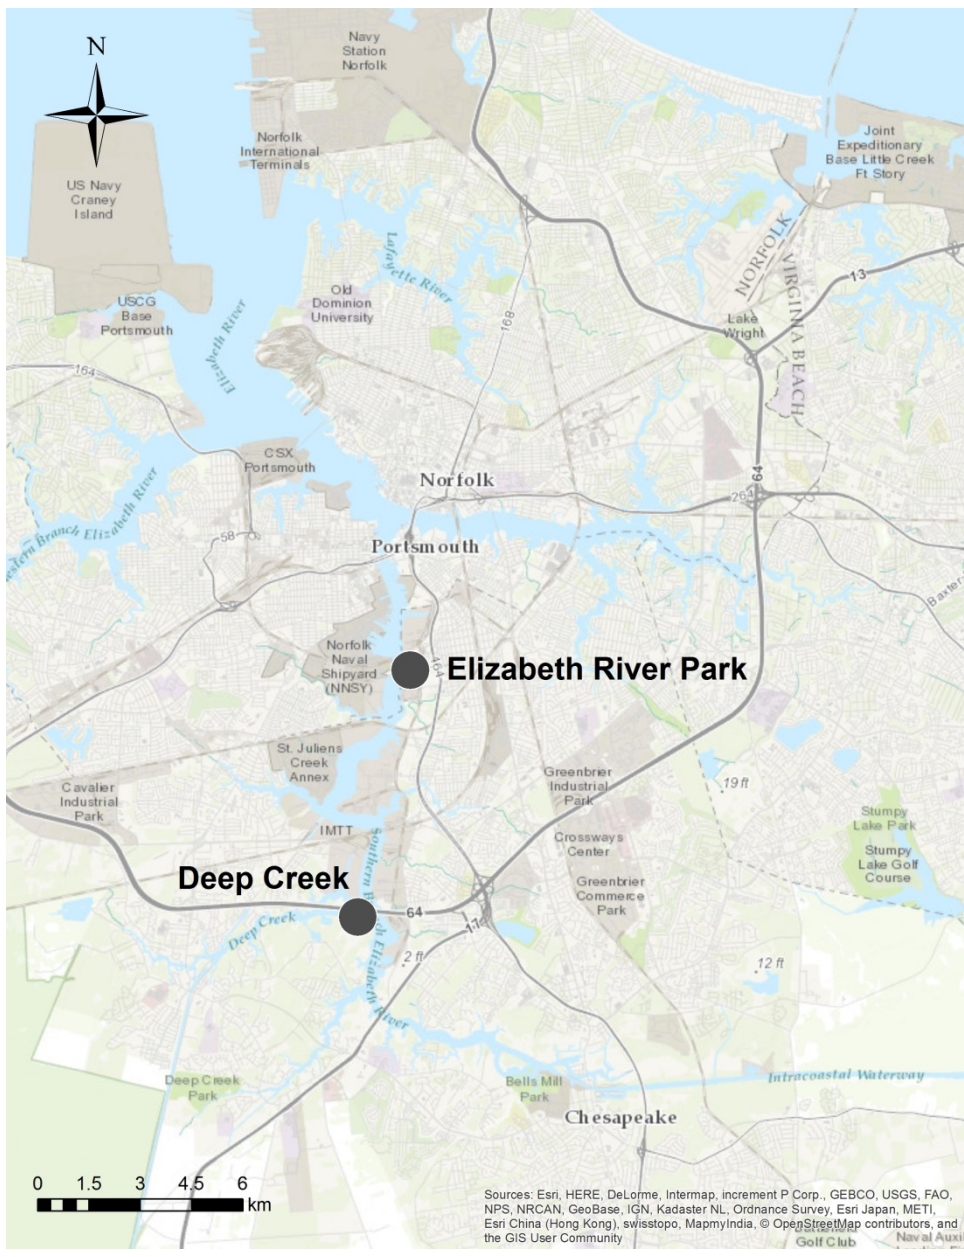 N
Navy
Station
Norfolk
Norfolk
International
Terminals
Joint
Expeditionary
Base Little Creek
Ft Story
US Navy
Craney
Island
Lafayette River
NORFOLK
VIRGINIA BEACH
13
USCG
Base
Portsmouth
Elizabeth River
Old
Dominion
University
168
Lake
Wright
164
CSX
Portsmouth
Norfolk
64
264
Western Branch Elizabeth River
58
Portsmouth
Baxter
Norfolk
Naval
Shipyard
(NNSY)
464
Elizabeth River Park
St. Juliens
Creek
Annex
Cavalier
Industrial
Park
Greenbrier
Industrial
Park
19 ft
Stumpy
Lake Park
Stumpy
Lake Golf
Course
IMTT
Crossways
Center
Southern Branch Elizabeth River
Deep Creek
Greenbrier
Commerce
Park
64
17
Deep Creek
2 ft
12 ft
Deep Creek
Park
Bells Mill
Park
Intracoastal Waterway
Chesapeake
0 1.5 3 4.5 6
km
Sources: Esri, HERE, DeLorme, Intermap, increment P Corp., GEBCO, USGS, FAO,
NPS, NRCAN, GeoBase, IGN, Kadaster NL, Ordnance Survey, Esri Japan, METI,
Esri China (Hong Kong), swisstopo, MapmyIndia, © OpenStreetMap contributors, and
the GIS User Community
Golf Club
Naval Auxil